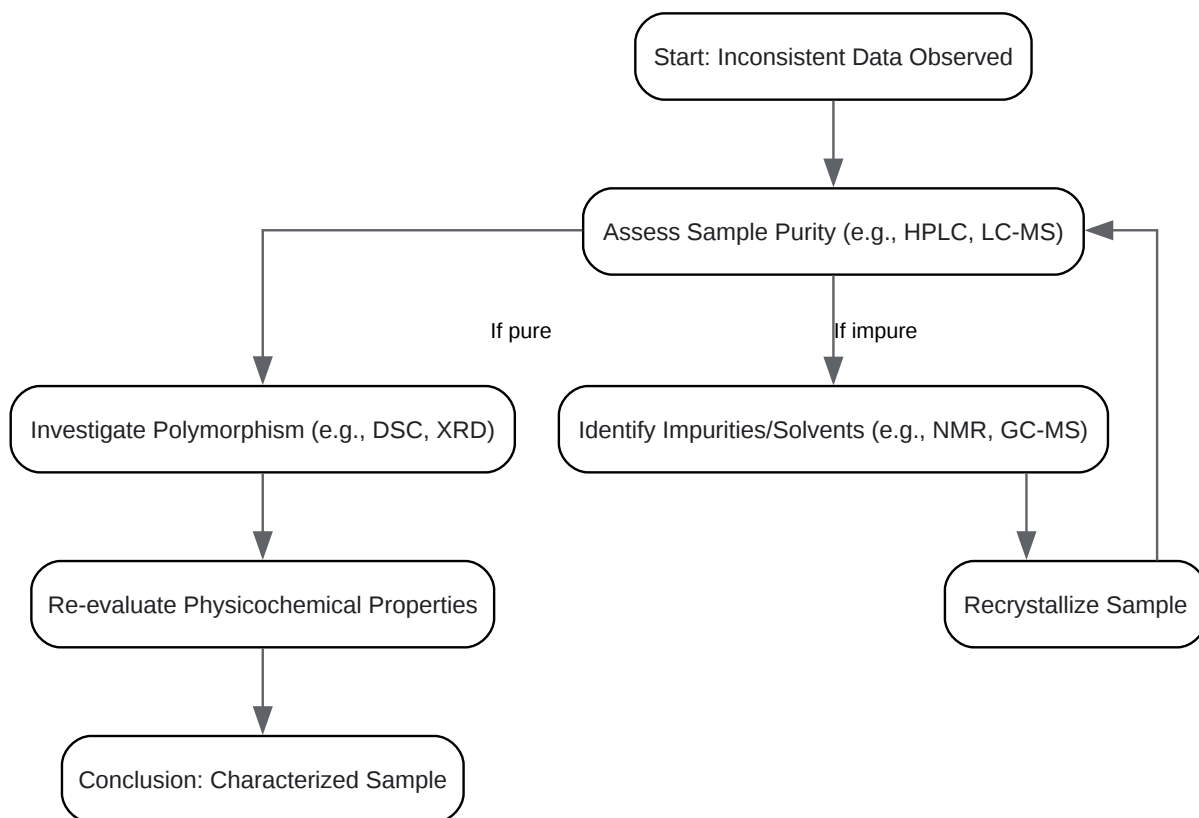 Start: Inconsistent Data Observed
Assess Sample Purity (e.g., HPLC, LC-MS)
If pure
If impure
Investigate Polymorphism (e.g., DSC, XRD)
Identify Impurities/Solvents (e.g., NMR, GC-MS)
Re-evaluate Physicochemical Properties
Recrystallize Sample
Conclusion: Characterized Sample